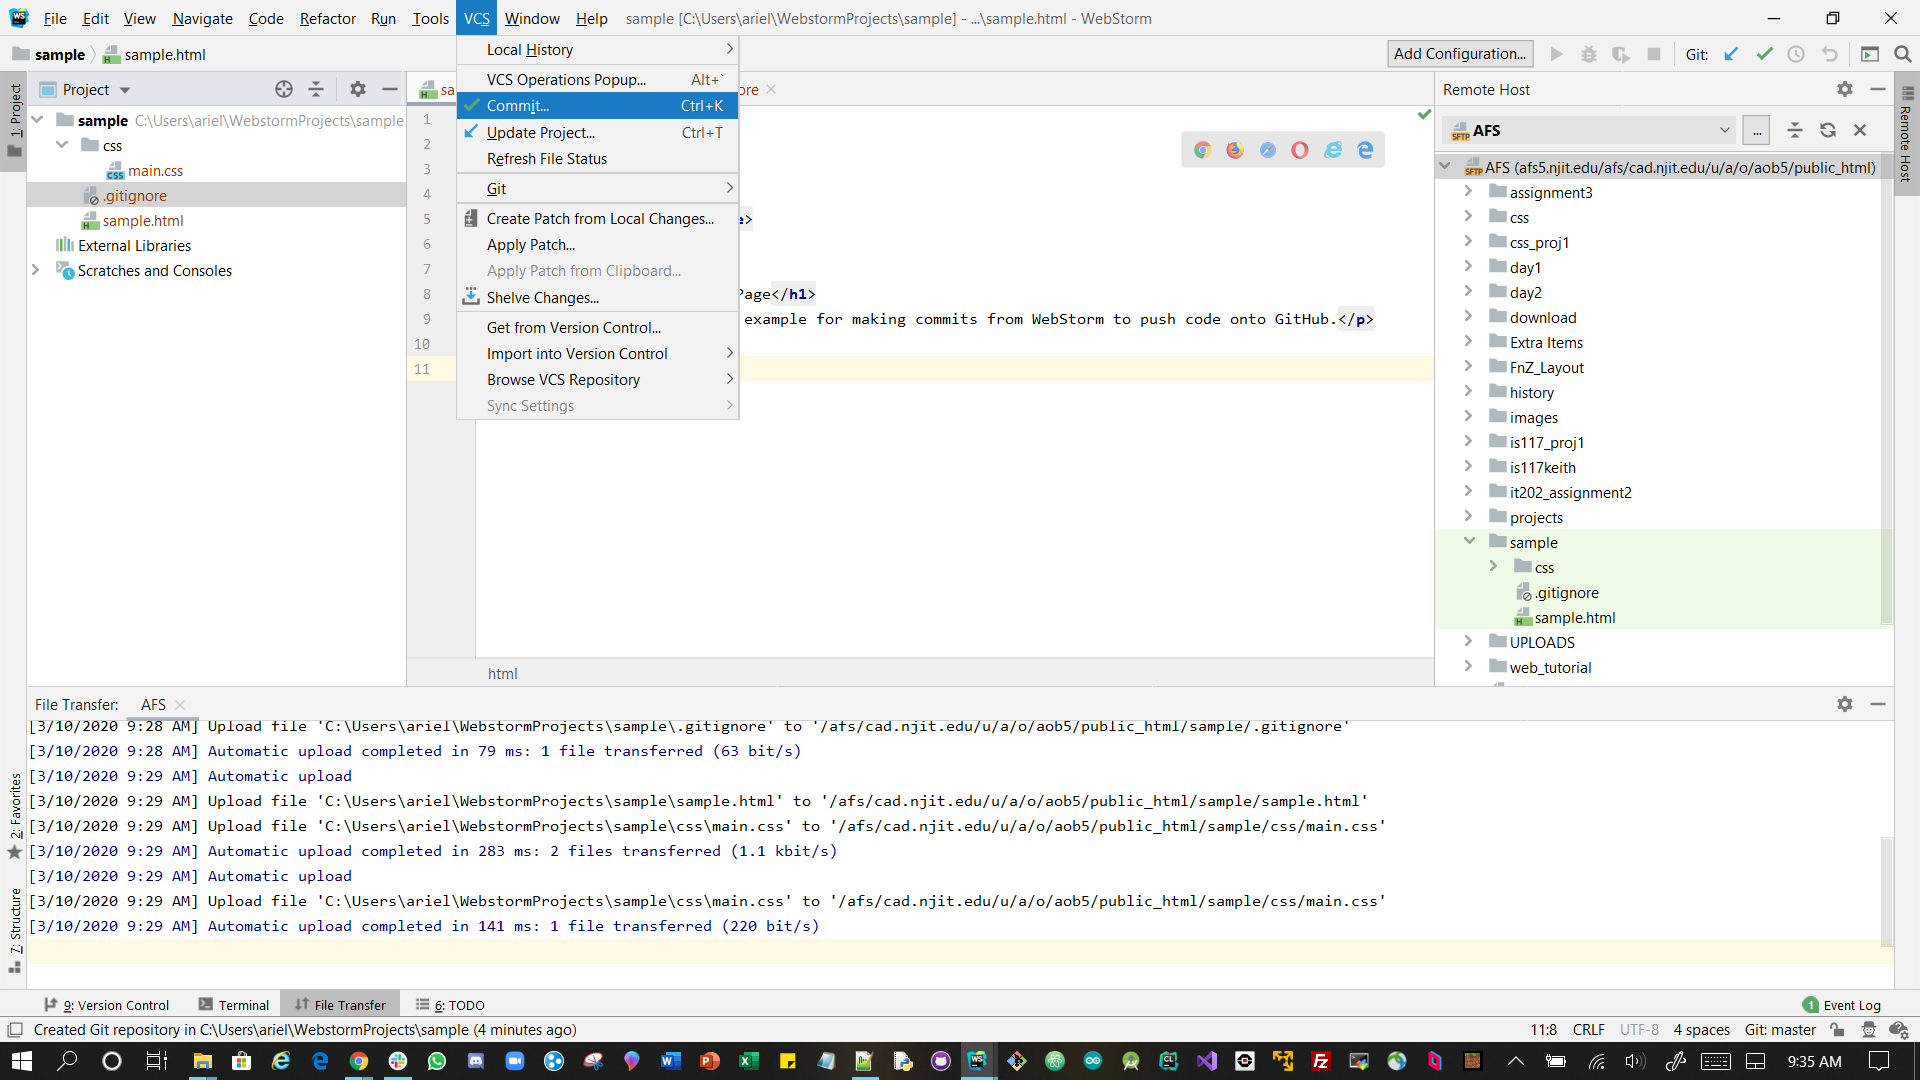 File Edit View Navigate Code Refactor Run Tools VCS Window Help sample [C:\Users\ariel\WebstormProjects\sample] - ...\sample.html - WebStorm
sample sample.html
Add Configuration... Git:
Local History
VCS Operations Popup... Alt+`
Commit... Ctrl+K
Update Project... Ctrl+T
Refresh File Status
Git
Create Patch from Local Changes...
Apply Patch...
Apply Patch from Clipboard...
Shelve Changes...
Get from Version Control...
Import into Version Control
Browse VCS Repository
Sync Settings
1: Project
Project
sample C:\Users\ariel\WebstormProjects\sample
css
main.css
.gitignore
sample.html
External Libraries
Scratches and Consoles
sa
ore
1
2
3
4
5 e>
6
7
8 Page</h1>
9 example for making commits from WebStorm to push code onto GitHub.</p>
10
11
html
Remote Host
AFS
...
AFS (afs5.njit.edu/afs/cad.njit.edu/u/a/o/aob5/public_html)
assignment3
css
css_proj1
day1
day2
download
Extra Items
FnZ_Layout
history
images
is117_proj1
is117keith
it202_assignment2
projects
sample
css
.gitignore
sample.html
UPLOADS
web_tutorial
Remote Host
File Transfer: AFS
[3/10/2020 9:28 AM] Upload file 'C:\Users\ariel\WebstormProjects\sample\.gitignore' to '/afs/cad.njit.edu/u/a/o/aob5/public_html/sample/.gitignore'
[3/10/2020 9:28 AM] Automatic upload completed in 79 ms: 1 file transferred (63 bit/s)
[3/10/2020 9:29 AM] Automatic upload
[3/10/2020 9:29 AM] Upload file 'C:\Users\ariel\WebstormProjects\sample\sample.html' to '/afs/cad.njit.edu/u/a/o/aob5/public_html/sample/sample.html'
[3/10/2020 9:29 AM] Upload file 'C:\Users\ariel\WebstormProjects\sample\css\main.css' to '/afs/cad.njit.edu/u/a/o/aob5/public_html/sample/css/main.css'
[3/10/2020 9:29 AM] Automatic upload completed in 283 ms: 2 files transferred (1.1 kbit/s)
[3/10/2020 9:29 AM] Automatic upload
[3/10/2020 9:29 AM] Upload file 'C:\Users\ariel\WebstormProjects\sample\css\main.css' to '/afs/cad.njit.edu/u/a/o/aob5/public_html/sample/css/main.css'
[3/10/2020 9:29 AM] Automatic upload completed in 141 ms: 1 file transferred (220 bit/s)
2: Favorites
7: Structure
9: Version Control Terminal File Transfer 6: TODO 1 Event Log
Created Git repository in C:\Users\ariel\WebstormProjects\sample (4 minutes ago) 11:8 CRLF UTF-8 4 spaces Git: master
9:35 AM